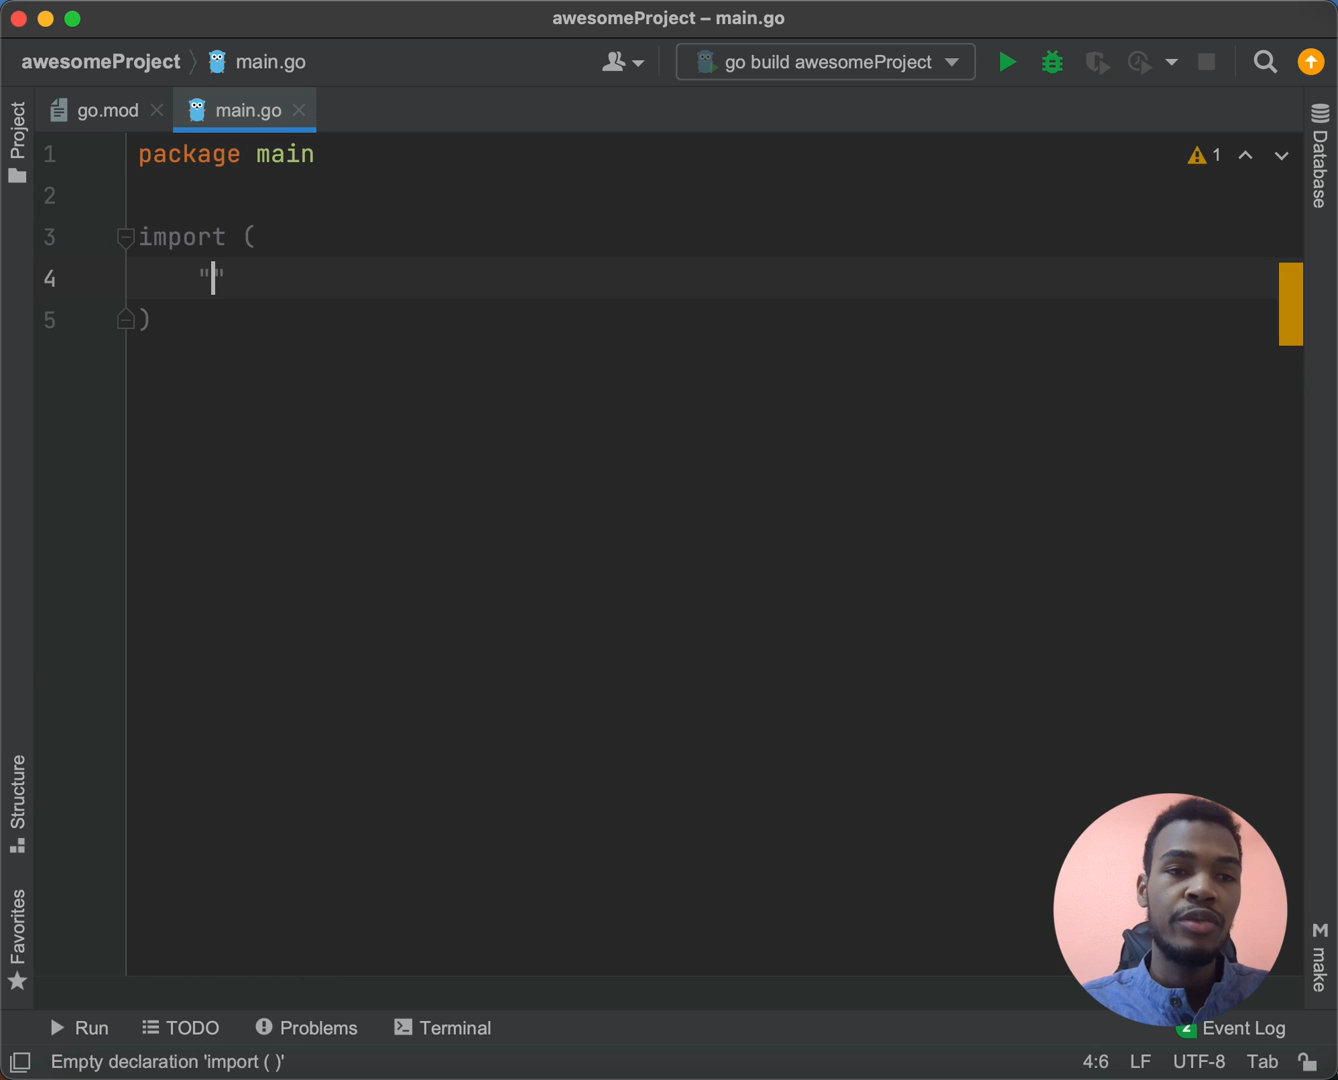 awesomeProject – main.go
awesomeProject main.go
go build awesomeProject
go.mod main.go
Project
Database
1 package main
1
2
3 import (
4 ""
5 )
Structure
Favorites
make
Run TODO Problems Terminal 2 Event Log
Empty declaration 'import ( )' 4:6 LF UTF-8 Tab